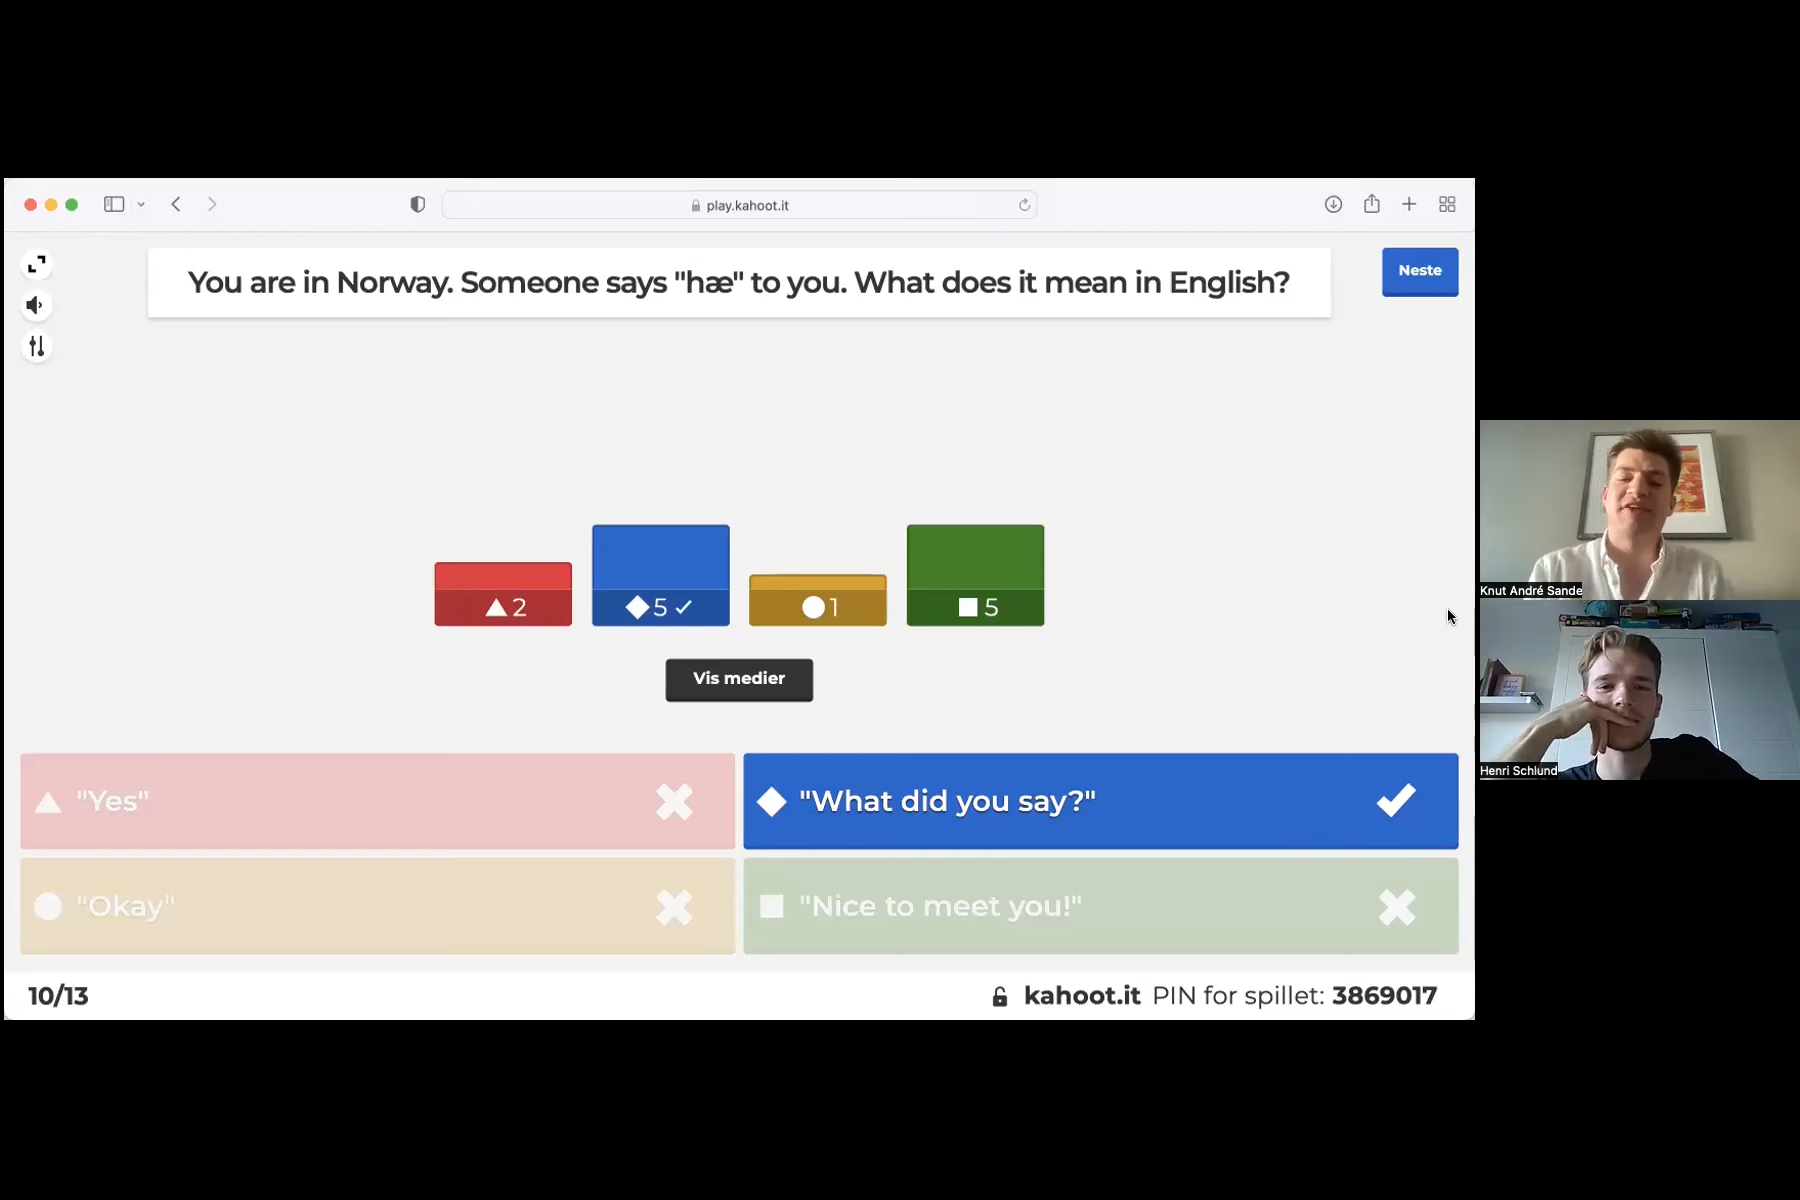 play.kahoot.it
You are in Norway. Someone says "hæ" to you. What does it mean in English?
Neste
2
5
1
5
Vis medier
"Yes"
"What did you say?"
"Okay"
"Nice to meet you!"
10/13
kahoot.it PIN for spillet: 3869017
Knut André Sande
Henri Schlund